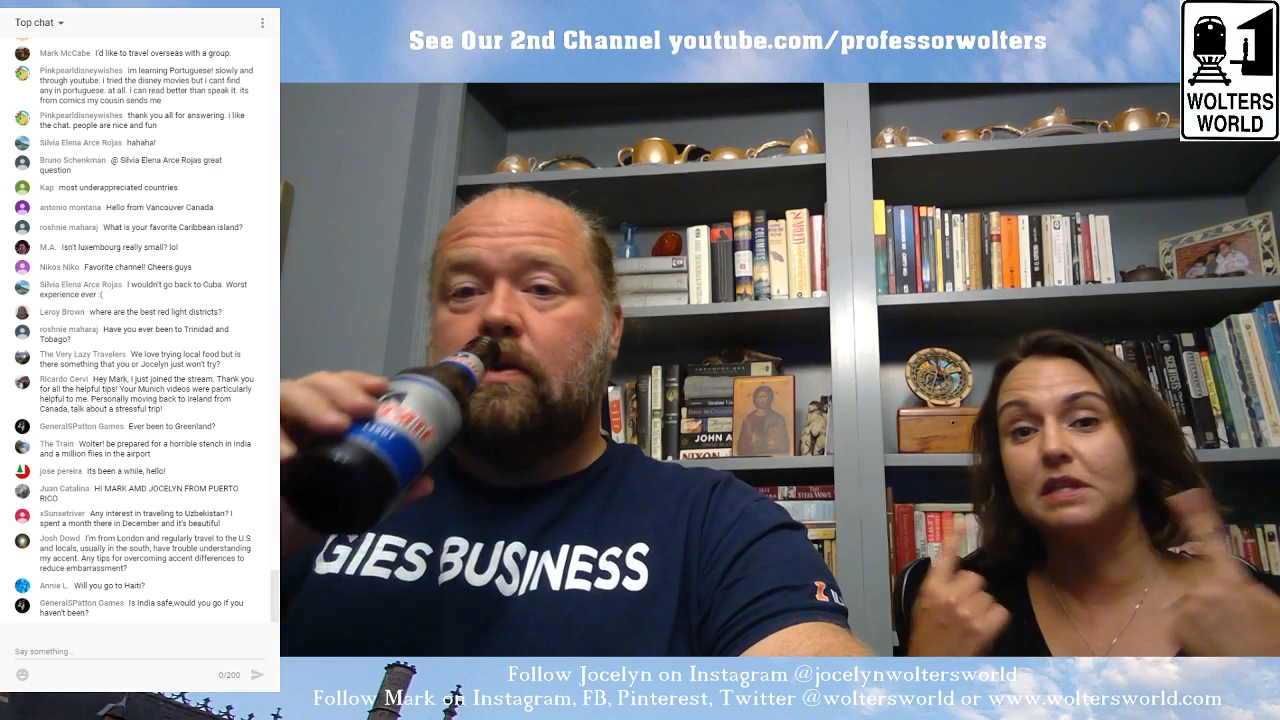 Top chat
Mark McCabe I'd like to travel overseas with a group.
Pinkpearldisneywishes im learning Portuguese! slowly and
through youtube. i tried the disney movies but i cant find
any in portuguese. at all. i can read better than speak it. its
from comics my cousin sends me
Pinkpearldisneywishes thank you all for answering. i like
the chat. people are nice and fun
Silvia Elena Arce Rojas hahaha!
Bruno Schenkman @ Silvia Elena Arce Rojas great
question
Kap most underappreciated countries
antonio montana Hello from Vancouver Canada
roshnie maharaj What is your favorite Caribbean island?
M.A. Isn't luxembourg really small? lol
Nikos Niko Favorite channel! Cheers guys
Silvia Elena Arce Rojas I wouldn't go back to Cuba. Worst
experience ever :(
Leroy Brown where are the best red light districts?
roshnie maharaj Have you ever been to Trinidad and
Tobago?
The Very Lazy Travelers We love trying local food but is
there something that you or Jocelyn just won't try?
Ricardo Cervi Hey Mark, I just joined the stream. Thank you
for all the helpful tips! Your Munich videos were particularly
helpful to me. Personally moving back to Ireland from
Canada, talk about a stressful trip!
GeneralSPatton Games Ever been to Greenland?
The Train Wolter! be prepared for a horrible stench in India
and a million flies in the airport
jose pereira Its been a while, hello!
Juan Catalina HI MARK AMD JOCELYN FROM PUERTO
RICO
xSunsetriver Any interest in traveling to Uzbekistan? I
spent a month there in December and it's beautiful
Josh Dowd I'm from London and regularly travel to the U.S
and locals, usually in the south, have trouble understanding
my accent. Any tips for overcoming accent differences to
reduce embarrassment?
Annie L. Will you go to Haiti?
GeneralSPatton Games Is India safe,would you go if you
haven't been?
Say something...
0/200
See Our 2nd Channel youtube.com/professorwolters
WOLTERS
WORLD
JOHN A
NIXON
THE STEEL WAVE
GIES BUSINESS
I
Follow Jocelyn on Instagram @jocelynwoltersworld
Follow Mark on Instagram, FB, Pinterest, Twitter @woltersworld or www.woltersworld.com